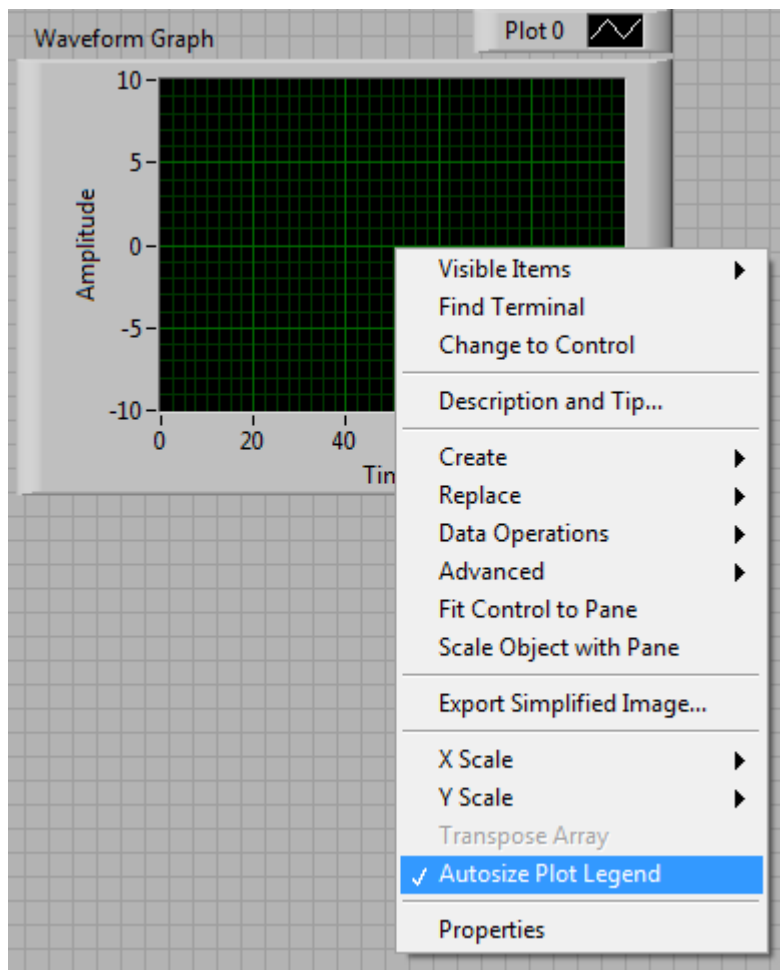 Waveform Graph
Plot 0
10
5
0
-5
-10
Amplitude
0 20 40
Visible Items
Find Terminal
Change to Control
Description and Tip...
Create
Replace
Data Operations
Advanced
Fit Control to Pane
Scale Object with Pane
Export Simplified Image...
X Scale
Y Scale
Transpose Array
Autosize Plot Legend
Properties